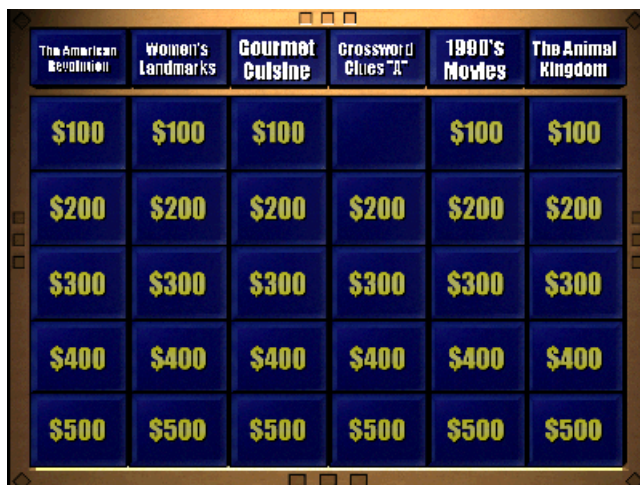 The American
Revolution
Women's
Landmarks
Gourmet
Cuisine
Crossword
Clues "A"
1990's
Movies
The Animal
Kingdom
$100 $100 $100 $100 $100
$200 $200 $200 $200 $200 $200
$300 $300 $300 $300 $300 $300
$400 $400 $400 $400 $400 $400
$500 $500 $500 $500 $500 $500